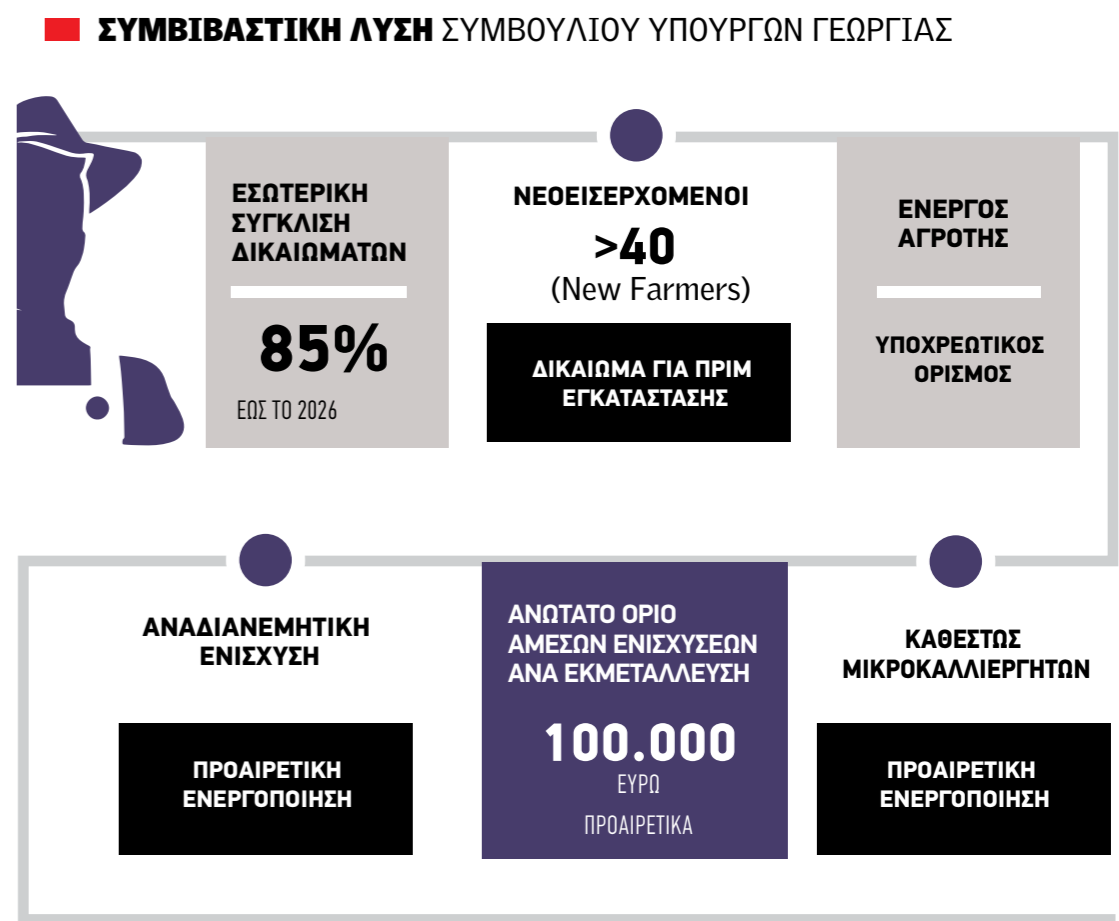 ΣΥΜΒΙΒΑΣΤΙΚΗ ΛΥΣΗ ΣΥΜΒΟΥΛΙΟΥ ΥΠΟΥΡΓΩΝ ΓΕΩΡΓΙΑΣ
ΕΣΩΤΕΡΙΚΗ
ΣΥΓΚΛΙΣΗ
ΔΙΚΑΙΩΜΑΤΩΝ
85%
ΕΩΣ ΤΟ 2026
ΝΕΟΕΙΣΕΡΧΟΜΕΝΟΙ
>40
(New Farmers)
ΔΙΚΑΙΩΜΑ ΓΙΑ ΠΡΙΜ
ΕΓΚΑΤΑΣΤΑΣΗΣ
ΕΝΕΡΓΟΣ
ΑΓΡΟΤΗΣ
ΥΠΟΧΡΕΩΤΙΚΟΣ
ΟΡΙΣΜΟΣ
ΑΝΑΔΙΑΝΕΜΗΤΙΚΗ
ΕΝΙΣΧΥΣΗ
ΠΡΟΑΙΡΕΤΙΚΗ
ΕΝΕΡΓΟΠΟΙΗΣΗ
ΑΝΩΤΑΤΟ ΟΡΙΟ
ΑΜΕΣΩΝ ΕΝΙΣΧΥΣΕΩΝ
ΑΝΑ ΕΚΜΕΤΑΛΛΕΥΣΗ
100.000
ΕΥΡΩ
ΠΡΟΑΙΡΕΤΙΚΑ
ΚΑΘΕΣΤΩΣ
ΜΙΚΡΟΚΑΛΛΙΕΡΓΗΤΩΝ
ΠΡΟΑΙΡΕΤΙΚΗ
ΕΝΕΡΓΟΠΟΙΗΣΗ